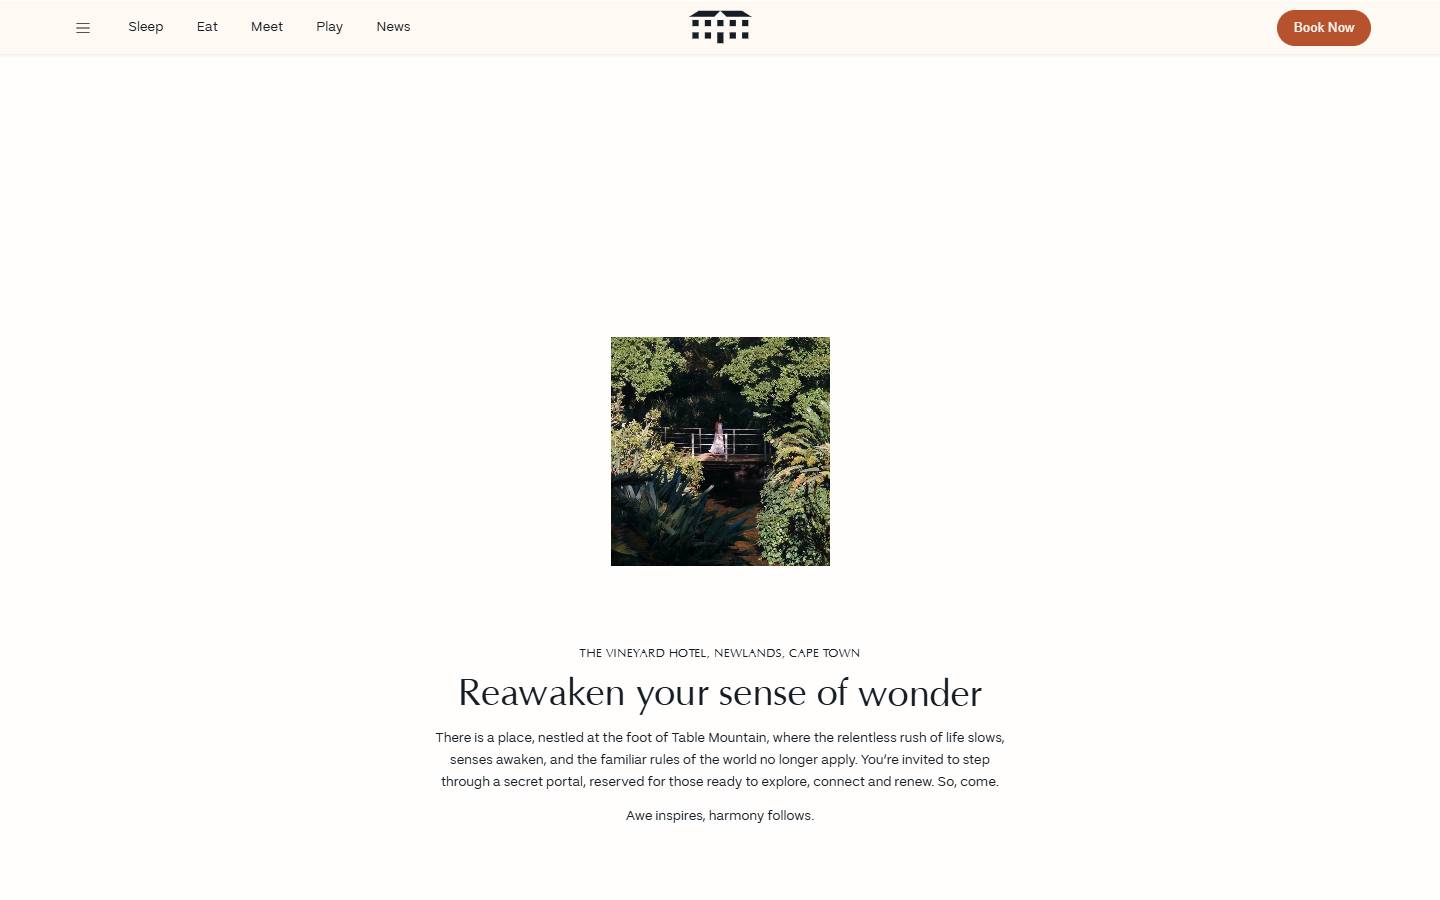 Sleep
Eat
Meet
Play
News
Book Now
THE VINEYARD HOTEL, NEWLANDS, CAPE TOWN
Reawaken your sense of wonder
There is a place, nestled at the foot of Table Mountain, where the relentless rush of life slows,
senses awaken, and the familiar rules of the world no longer apply. You’re invited to step
through a secret portal, reserved for those ready to explore, connect and renew. So, come.
Awe inspires, harmony follows.